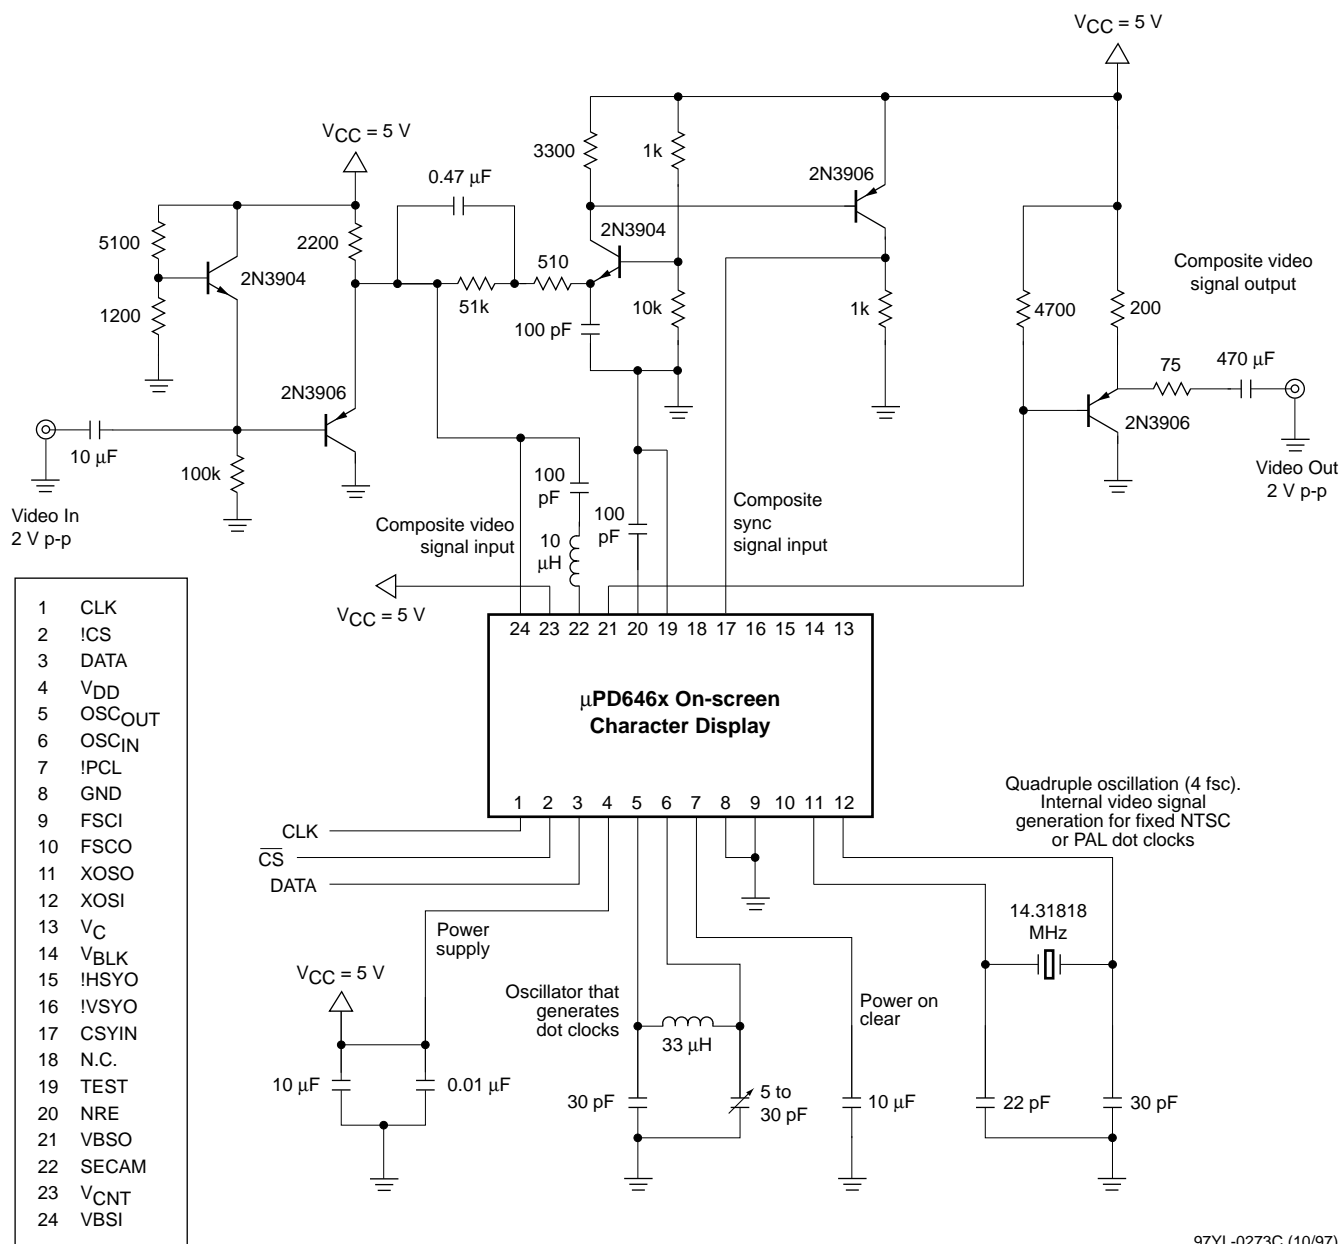 VCC = 5 V
VCC = 5 V
3300
1k
2N3906
0.47 µF
5100
2200
2N3904
2N3904
510
51k
1200
100 pF
10k
1k
4700
200
Composite video
signal output
75
470 µF
2N3906
2N3906
10 µF
100k
Video In
2 V p-p
Video Out
2 V p-p
100
pF
Composite video
signal input
10
µH
100
pF
Composite
sync
signal input
VCC = 5 V
24 23 22 21 20 19 18 17 16 15 14 13
µPD646x On-screen
Character Display
1 2 3 4 5 6 7 8 9 10 11 12
1 CLK
2 !CS
3 DATA
4 VDD
5 OSCOUT
6 OSCIN
7 !PCL
8 GND
9 FSCI
10 FSCO
11 XOSO
12 XOSI
13 VC
14 VBLK
15 !HSYO
16 !VSYO
17 CSYIN
18 N.C.
19 TEST
20 NRE
21 VBSO
22 SECAM
23 VCNT
24 VBSI
CLK
CS
DATA
Quadruple oscillation (4 fsc).
Internal video signal
generation for fixed NTSC
or PAL dot clocks
14.31818
MHz
Power
supply
VCC = 5 V
Oscillator that
generates
dot clocks
33 µH
Power on
clear
10 µF
0.01 µF
30 pF
5 to
30 pF
10 µF
22 pF
30 pF
97YL-0273C (10/97)